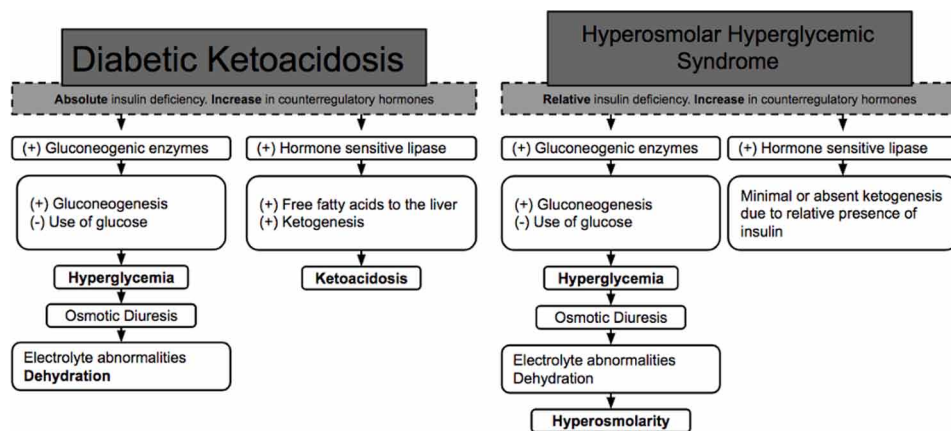 Diabetic Ketoacidosis
Absolute insulin deficiency. Increase in counterregulatory hormones
(+) Gluconeogenic enzymes
(+) Gluconeogenesis
(-) Use of glucose
Hyperglycemia
Osmotic Diuresis
Electrolyte abnormalities
Dehydration
(+) Hormone sensitive lipase
(+) Free fatty acids to the liver
(+) Ketogenesis
Ketoacidosis
Hyperosmolar Hyperglycemic
Syndrome
Relative insulin deficiency. Increase in counterregulatory hormones
(+) Gluconeogenic enzymes
(+) Gluconeogenesis
(-) Use of glucose
Hyperglycemia
Osmotic Diuresis
Electrolyte abnormalities
Dehydration
Hyperosmolarity
(+) Hormone sensitive lipase
Minimal or absent ketogenesis
due to relative presence of
insulin